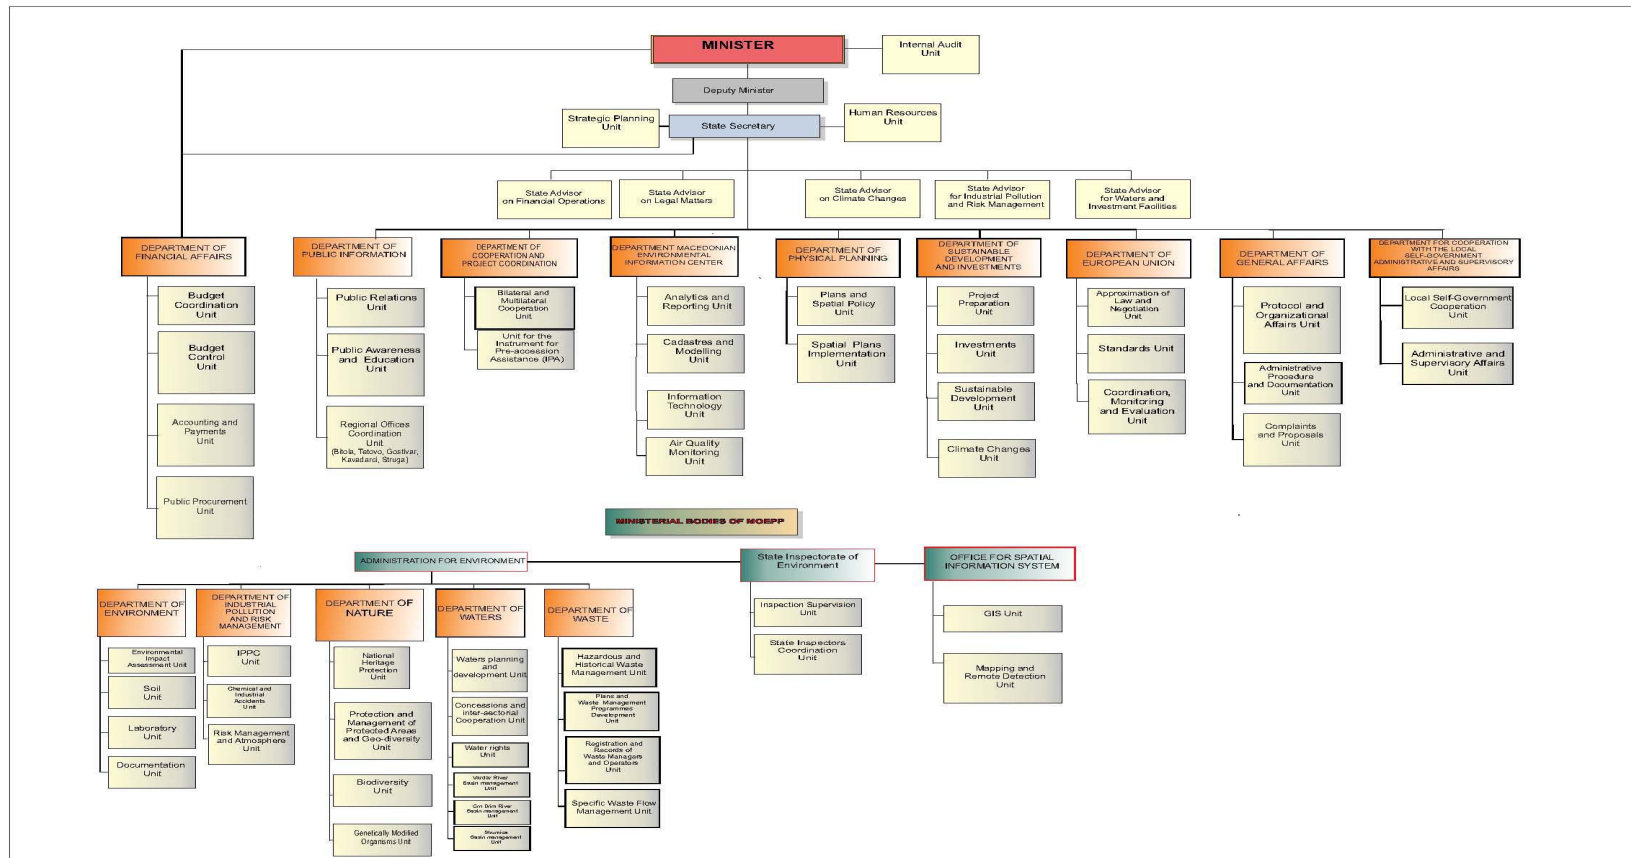 MINISTER
Internal Audit
Unit
Deputy Minister
Strategic Planning
Unit
State Secretary
Human Resources
Unit
State Advisor
on Financial Operations
State Advisor
on Legal Matters
State Advisor
on Climate Changes
State Advisor
for Industrial Pollution
and Risk Management
State Advisor
for Waters and
Investment Facilities
DEPARTMENT OF
FINANCIAL AFFAIRS
Budget
Coordination
Unit
Budget
Control
Unit
Accounting and
Payments
Unit
Public Procurement
Unit
DEPARTMENT OF
PUBLIC INFORMATION
Public Relations
Unit
Public Awareness
and Education
Unit
Regional Offices
Coordination
Unit
(Bitola, Tetovo, Gostivar,
Kavadarci, Struga)
DEPARTMENT OF
COOPERATION AND
PROJECT COORDINATION
Bilateral and
Multilateral
Cooperation
Unit
Unit for the
Instrument for
Pre-accession
Assistance (IPA)
DEPARTMENT MACEDONIAN
ENVIRONMENTAL
INFORMATION CENTER
Analytics and
Reporting Unit
Cadastres and
Modelling
Unit
Information
Technology
Unit
Air Quality
Monitoring
Unit
DEPARTMENT OF
PHYSICAL PLANNING
Plans and
Spatial Policy
Unit
Spatial Plans
Implementation
Unit
DEPARTMENT OF
SUSTAINABLE
DEVELOPMENT
AND INVESTMENTS
Project
Preparation
Unit
Investments
Unit
Sustainable
Development
Unit
Climate Changes
Unit
DEPARTMENT OF
EUROPEAN UNION
Approximation of
Law and
Negotiation
Unit
Standards Unit
Coordination,
Monitoring
and Evaluation
Unit
DEPARTMENT OF
GENERAL AFFAIRS
Protocol and
Organizational
Affairs Unit
Administrative
Procedure
and Documentation
Unit
Complaints
and Proposals
Unit
DEPARTMENT FOR COOPERATION
WITH THE LOCAL
SELF-GOVERNMENT
ADMINISTRATIVE AND SUPERVISORY
AFFAIRS
Local Self-Government
Cooperation
Unit
Administrative and
Supervisory Affairs
Unit
MINISTERIAL BODIES OF MOEPP
ADMINISTRATION FOR ENVIRONMENT
State Inspectorate of
Environment
OFFICE FOR SPATIAL
INFORMATION SYSTEM
DEPARTMENT OF
ENVIRONMENT
Environmental
Impact
Assessment Unit
Soil
Unit
Laboratory
Unit
Documentation
Unit
DEPARTMENT OF
INDUSTRIAL
POLLUTION
AND RISK
MANAGEMENT
IPPC
Unit
Chemical and
Industrial
Accidents
Unit
Risk Management
and Atmosphere
Unit
DEPARTMENT OF
NATURE
National
Heritage
Protection
Unit
Protection and
Management of
Protected Areas
and Geo-diversity
Unit
Biodiversity
Unit
Genetically Modified
Organisms Unit
DEPARTMENT OF
WATERS
Waters planning
and
development Unit
Concessions and
inter-sectorial
Cooperation Unit
Water rights
Unit
Vardar River
Basin management
Unit
Crn Drim River
Basin management
Unit
Strumica
Basin management
Unit
DEPARTMENT OF
WASTE
Hazardous and
Historical Waste
Management Unit
Plans and
Waste Management
Programmes
Development
Unit
Registration and
Records of
Waste Managers
and Operators
Unit
Specific Waste Flow
Management Unit
Inspection Supervision
Unit
State Inspectors
Coordination
Unit
GIS Unit
Mapping and
Remote Detection
Unit